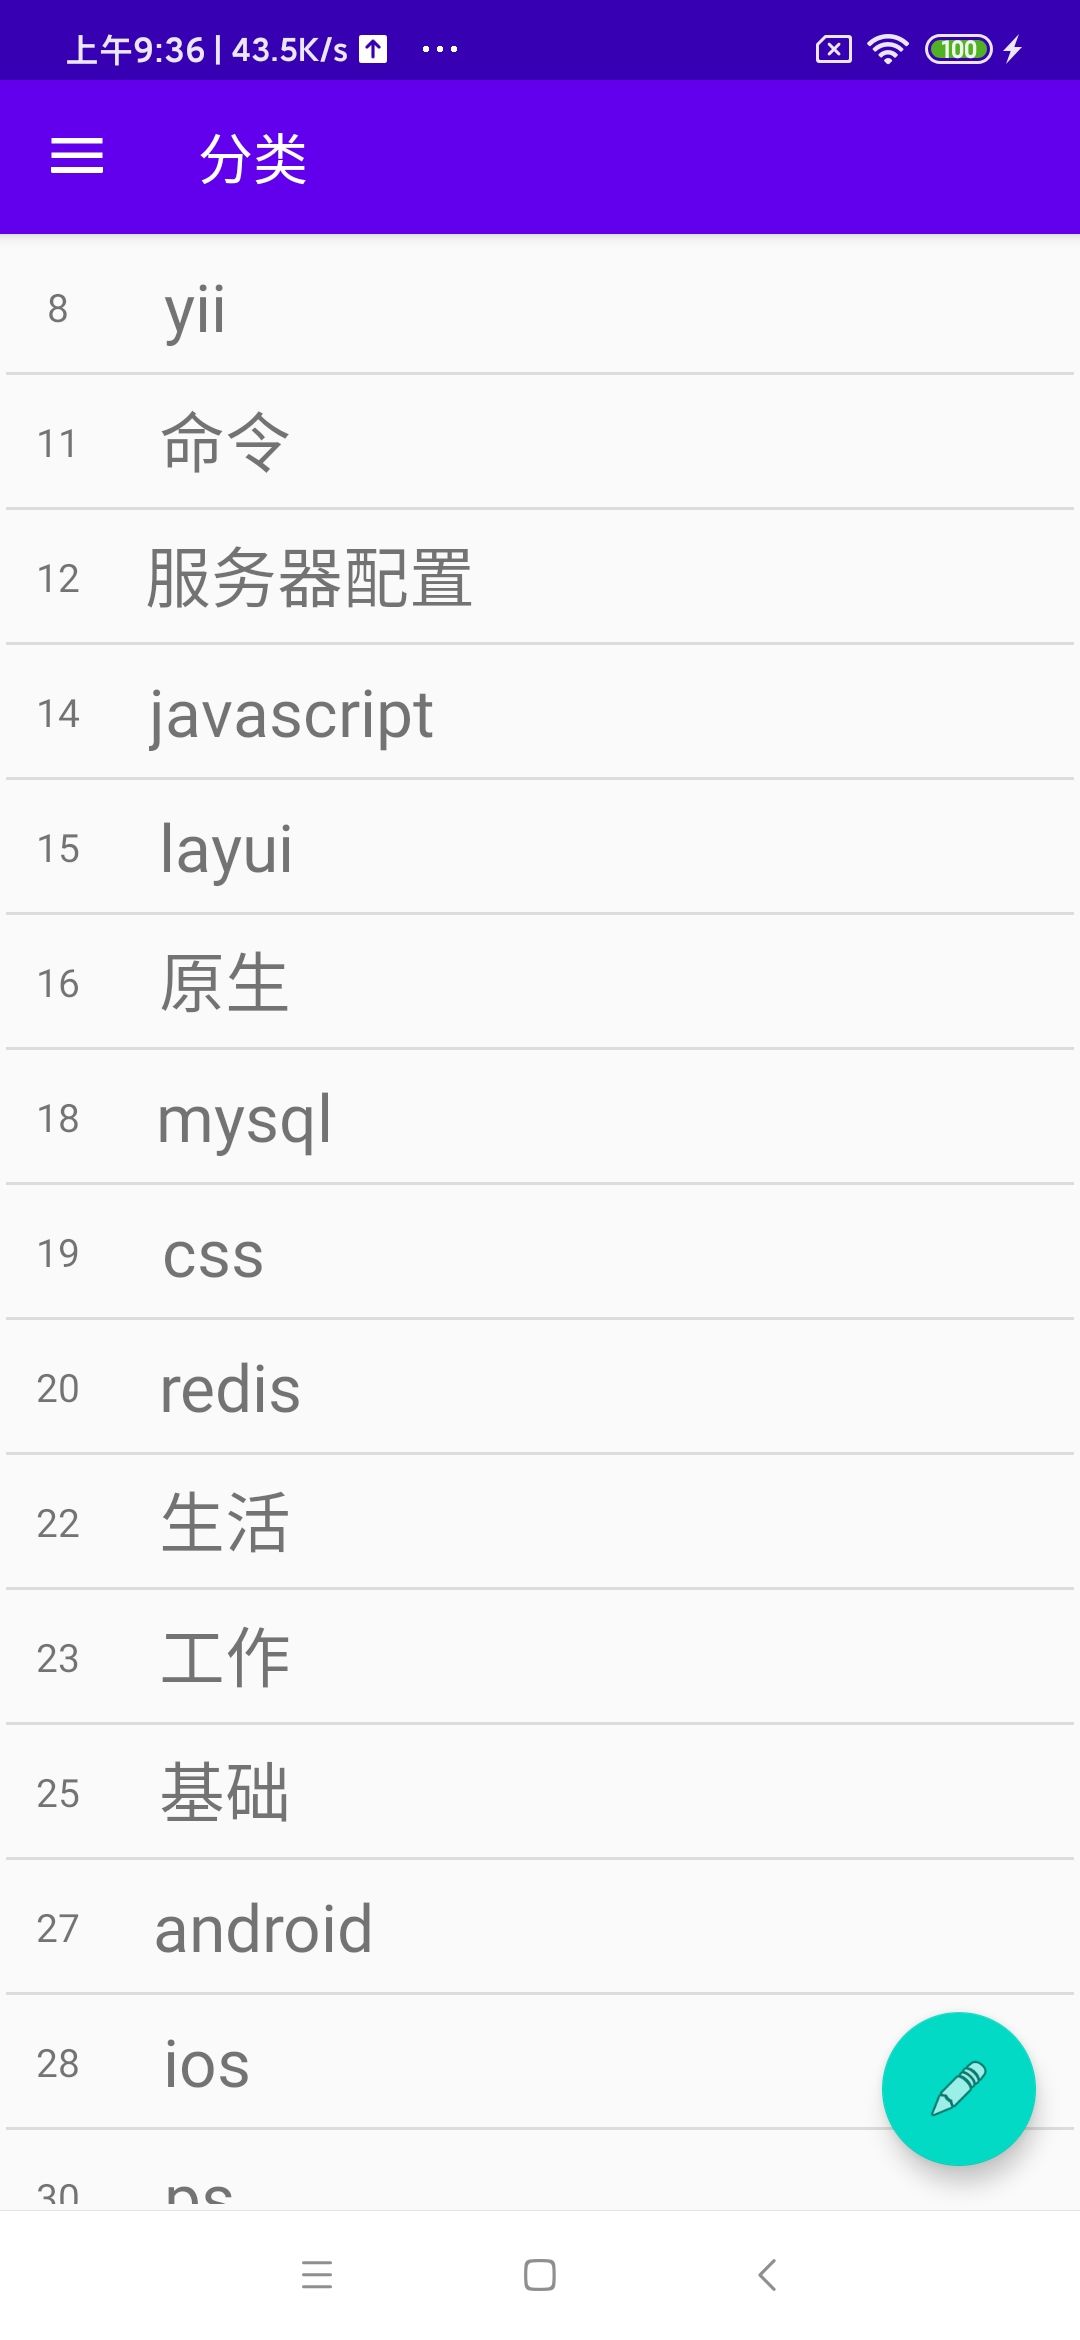 上午9:36 | 43.5K/s ...
100
分类
8 yii
11 命令
12 服务器配置
14 javascript
15 layui
16 原生
18 mysql
19 css
20 redis
22 生活
23 工作
25 基础
27 android
28 ios
30 ps